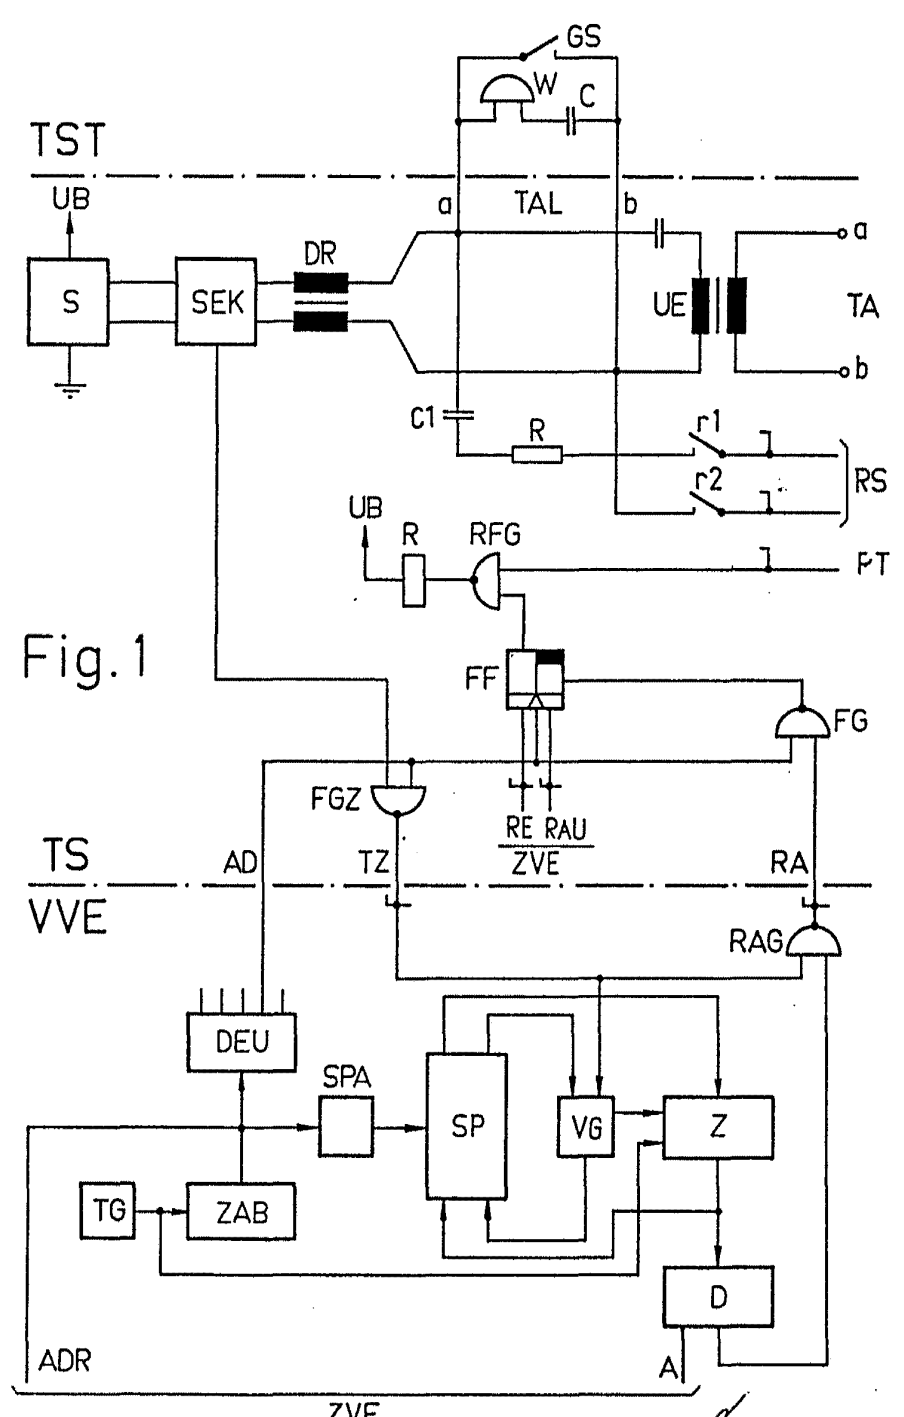 GS
W
C
TST
UB
a
TAL
b
DR
a
S
SEK
UE
TA
b
C1
R
r1
r2
RS
UB
R
RFG
PT
Fig. 1
FF
FG
FGZ
RE RAU
ZVE
TS
AD
TZ
RA
VVE
RAG
DEU
SPA
SP
VG
Z
TG
ZAB
D
ADR
A
ZVE